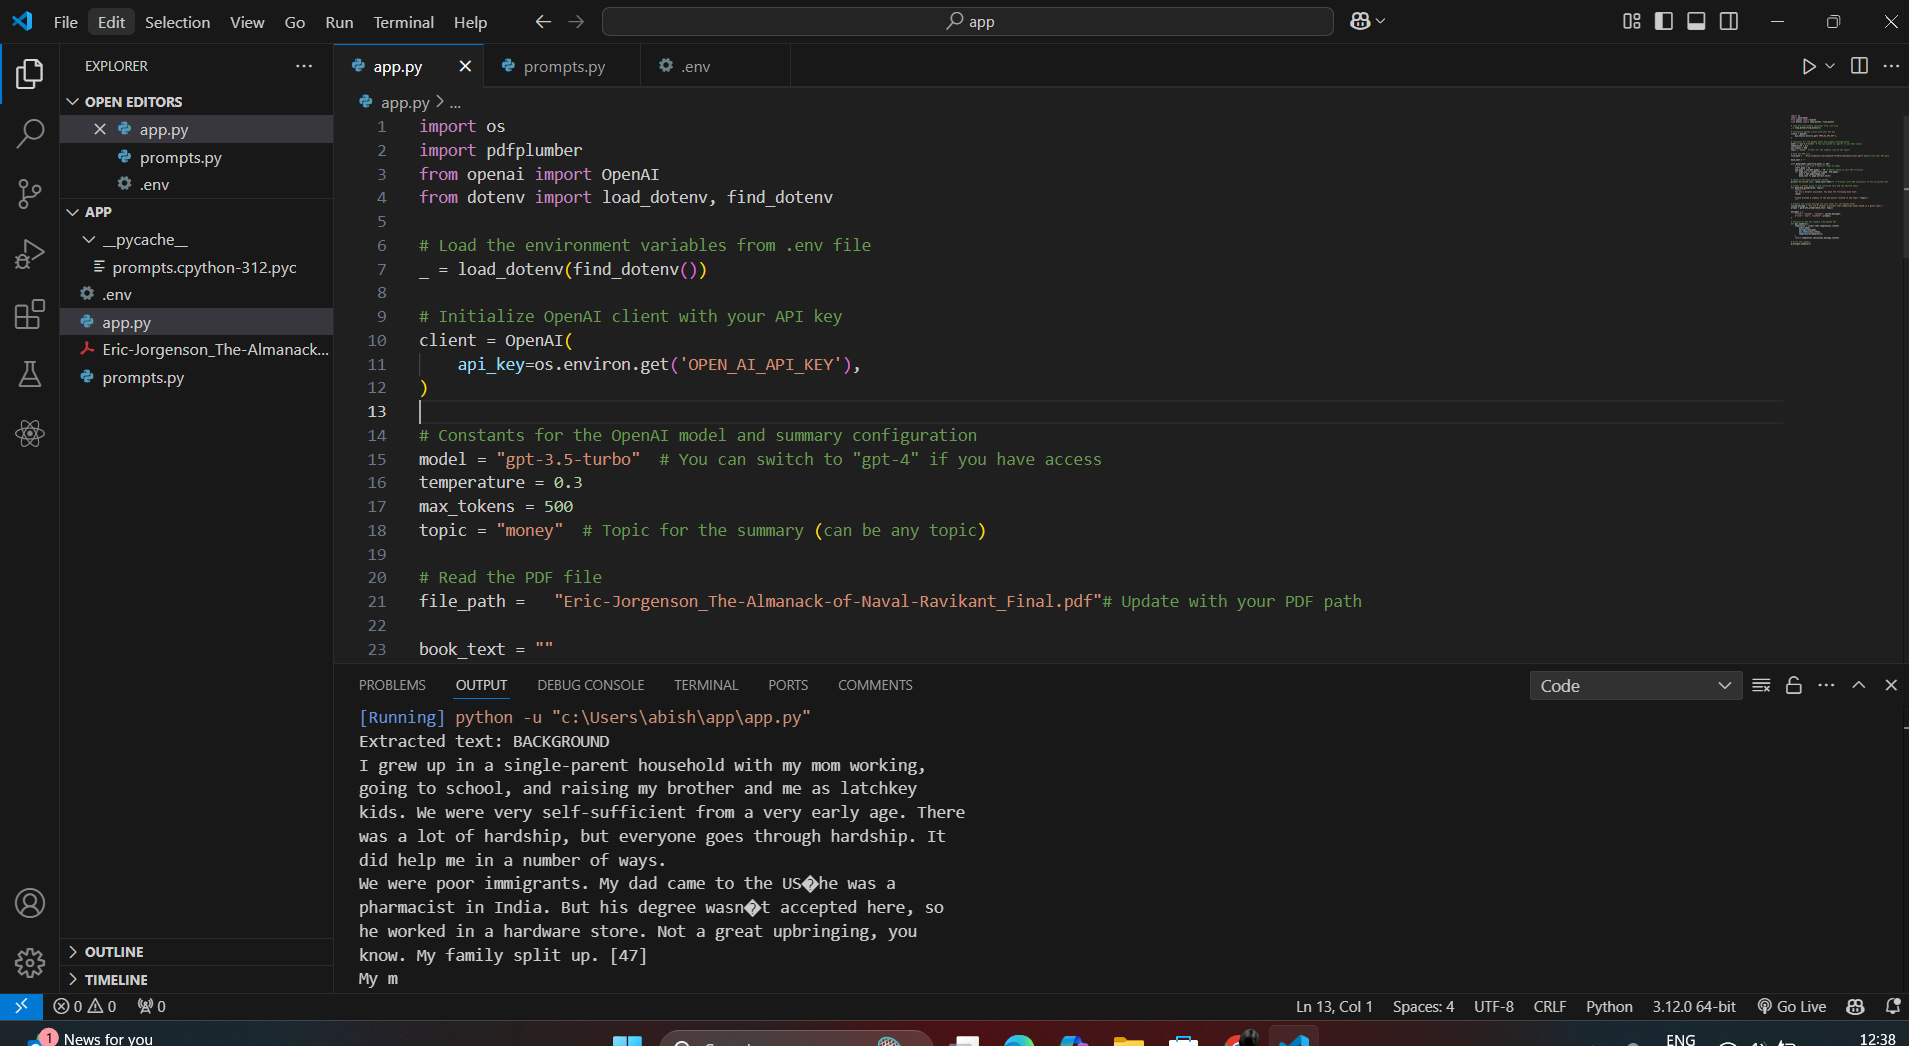 File Edit Selection View Go Run Terminal Help
app
EXPLORER
OPEN EDITORS
app.py
prompts.py
.env
APP
__pycache__
prompts.cpython-312.pyc
.env
app.py
Eric-Jorgenson_The-Almanack...
prompts.py
OUTLINE
TIMELINE
app.py
prompts.py
.env
app.py > ...
1 import os
2 import pdfplumber
3 from openai import OpenAI
4 from dotenv import load_dotenv, find_dotenv
5
6 # Load the environment variables from .env file
7 _ = load_dotenv(find_dotenv())
8
9 # Initialize OpenAI client with your API key
10 client = OpenAI(
11 api_key=os.environ.get('OPEN_AI_API_KEY'),
12 )
13
14 # Constants for the OpenAI model and summary configuration
15 model = "gpt-3.5-turbo"  # You can switch to "gpt-4" if you have access
16 temperature = 0.3
17 max_tokens = 500
18 topic = "money"  # Topic for the summary (can be any topic)
19
20 # Read the PDF file
21 file_path =   "Eric-Jorgenson_The-Almanack-of-Naval-Ravikant_Final.pdf"# Update with your PDF path
22
23 book_text = ""
PROBLEMS OUTPUT DEBUG CONSOLE TERMINAL PORTS COMMENTS
Code
[Running] python -u "c:\Users\abish\app\app.py"
Extracted text: BACKGROUND
I grew up in a single-parent household with my mom working,
going to school, and raising my brother and me as latchkey
kids. We were very self-sufficient from a very early age. There
was a lot of hardship, but everyone goes through hardship. It
did help me in a number of ways.
We were poor immigrants. My dad came to the US�he was a
pharmacist in India. But his degree wasn�t accepted here, so
he worked in a hardware store. Not a great upbringing, you
know. My family split up. [47]
My m
0 0 0
Ln 13, Col 1 Spaces: 4 UTF-8 CRLF Python 3.12.0 64-bit Go Live
1 News for you
ENG
12:38